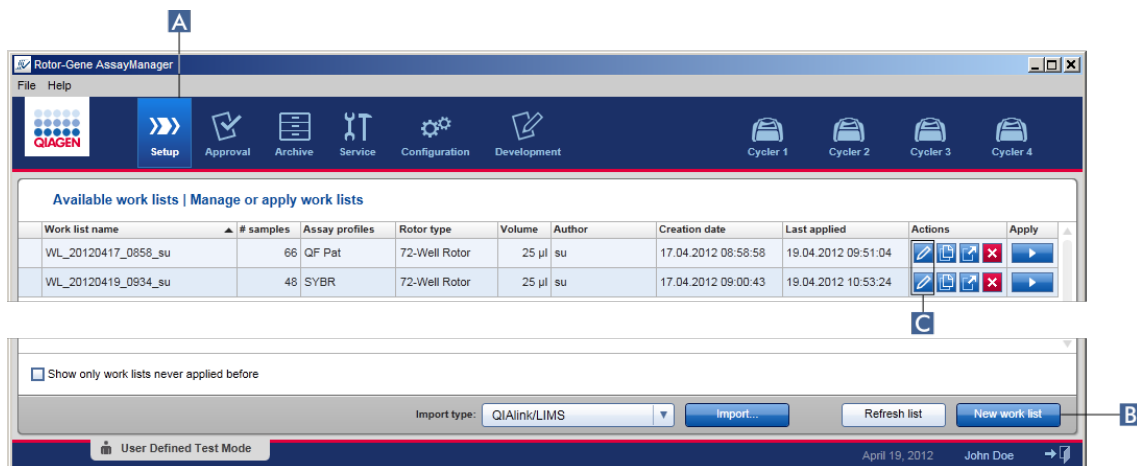 A
Rotor-Gene AssayManager
File Help
QIAGEN
Setup Approval Archive Service Configuration Development Cycler 1 Cycler 2 Cycler 3 Cycler 4
Available work lists | Manage or apply work lists
Work list name # samples Assay profiles Rotor type Volume Author Creation date Last applied Actions Apply
WL_20120417_0858_su 66 QF Pat 72-Well Rotor 25 µl su 17.04.2012 08:58:58 19.04.2012 09:51:04
WL_20120419_0934_su 48 SYBR 72-Well Rotor 25 µl su 17.04.2012 09:00:43 19.04.2012 10:53:24
C
Show only work lists never applied before
Import type: QIAlink/LIMS Import... Refresh list New work list B
User Defined Test Mode
April 19, 2012 John Doe